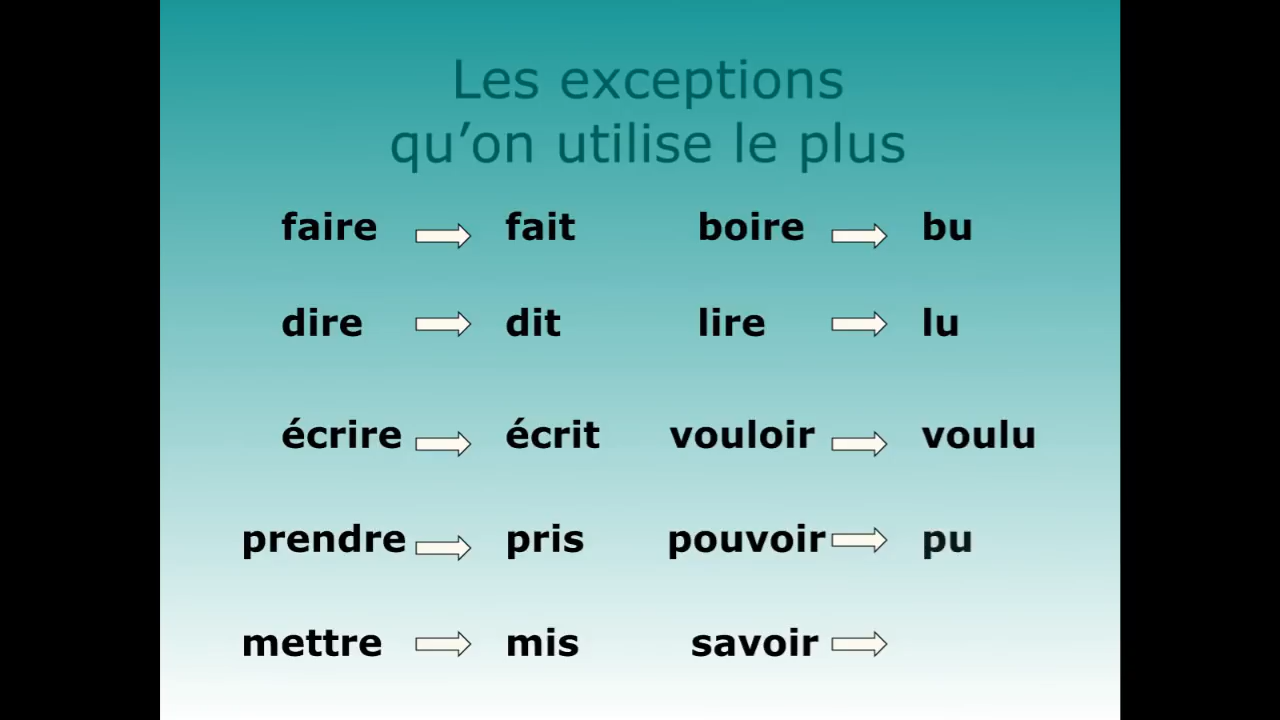 Les exceptions
qu’on utilise le plus
faire fait boire bu
dire dit lire lu
écrire écrit vouloir voulu
prendre pris pouvoir pu
mettre mis savoir